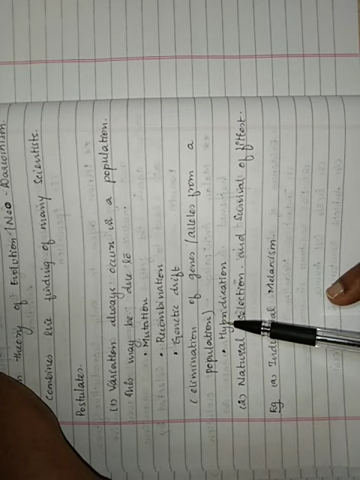 theory of Evolution / Neo - Darwinism.
Combines the finding of many scientists.
Postulates.
(1) Variation always occurs in a population.
This may be due to
• Mutation
• Recombination
• Genetic drift
(elimination of genes / alleles from a
population)
• Hybridization
(2) Natural Selection and Survival of fittest.
Eg. (a) Industrial Melanism